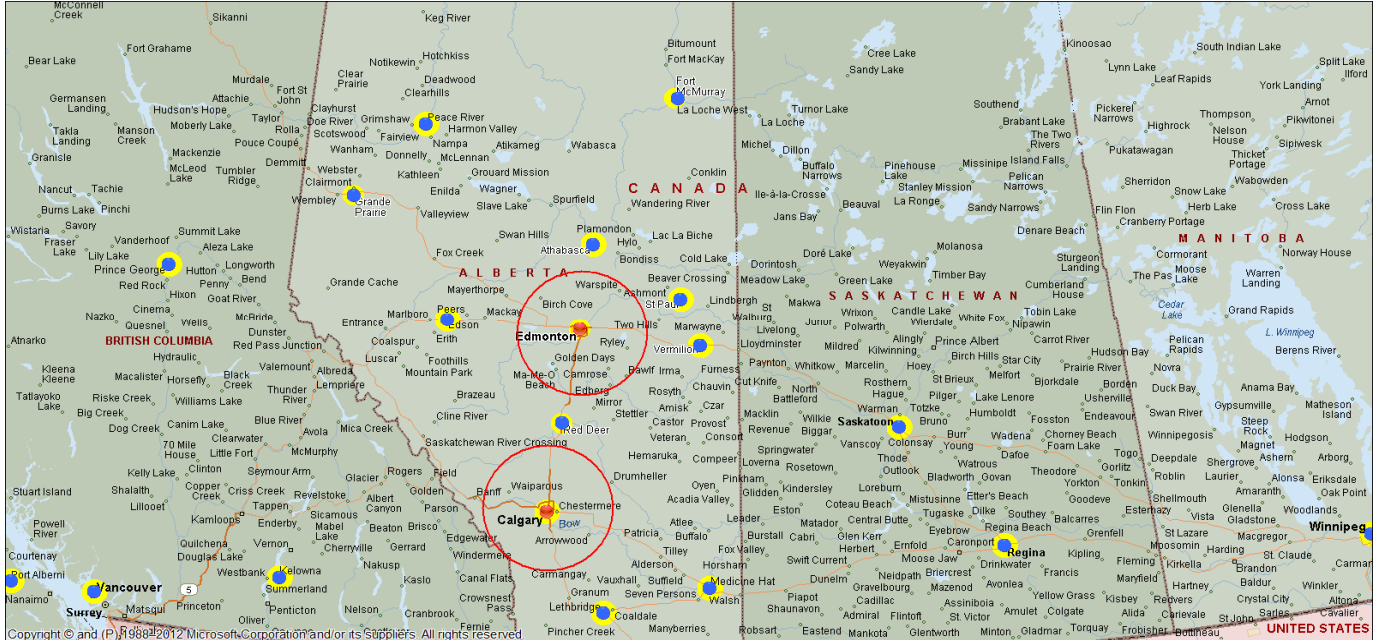 McConnell
Creek
Sikanni
Keg River
Bitumount
Fort MacKay
Cree Lake
Sandy Lake
Kinoosao
South Indian Lake
Split Lake
Ilford
Bear Lake
Fort Grahame
Notikewin
Hotchkiss
Clear
Prairie
Deadwood
Clearhills
Fort
McMurray
La Loche West
Lynn Lake
Leaf Rapids
York Landing
Murdale
Fort St
John
Attachie
Germansen
Landing
Hudson's Hope
Taylor
Moberly Lake
Rolla
Clayhurst
Doe River
Scotswood
Grimshaw
Peace River
Fairview
Harmon Valley
Nampa
Turnor Lake
La Loche
Southend
Brabant Lake
The Two
Rivers
Pickerel
Narrows
Highrock
Thompson
Arnot
Pikwitonei
Nelson
House
Sipiwesk
Takla
Landing
Manson
Creek
Pouce Coupé
Wanham
Donnelly
McLennan
Atikameg
Wabasca
Michel
Dillon
Pukatawagan
Thicket
Portage
Granisle
Mackenzie
McLeod
Lake
Tumbler
Ridge
Demmitt
Webster
Clairmont
Kathleen
Grouard Mission
Conklin
Buffalo
Narrows
Pinehouse
Lake
Missinipe
Island Falls
Pelican
Narrows
Sherridon
Wabowden
Nancut
Tachie
Wembley
Grande
Prairie
Enilda
Wagner
Slave Lake
Spurfield
CANADA
Ile-à-la-Crosse
Stanley Mission
Snow Lake
Burns Lake
Pinchi
Valleyview
Wandering River
Beauval
La Ronge
Sandy Narrows
Jans Bay
Flin Flon
Herb Lake
Cross Lake
Cranberry Portage
Wistaria
Savory
Fraser
Lake
Vanderhoof
Summit Lake
Aleza Lake
Swan Hills
Plamondon
Athabasca
Hylo
Lac La Biche
Denare Beach
MANITOBA
Lily Lake
Prince George
Longworth
Hutton
Bend
Fox Creek
Bondiss
Cold Lake
Doré Lake
Molanosa
Sturgeon
Landing
Cormorant
Norway House
Red Rock
Penny
Hixon
Goat River
Grande Cache
ALBERTA
Warspite
Beaver Crossing
Dorintosh
Weyakwin
Timber Bay
Moose
Lake
The Pas
Warren
Landing
Mayerthorpe
Ashmont
St Paul
Lindbergh
Meadow
Lake
Green Lake
Cumberland
House
Cinema
Nazko
Quesnel
Wells
McBride
Entrance
Marlboro
Peers
Edson
Mackay
Birch Cove
Makwa
SASKATCHEWAN
Cedar
Lake
Grand Rapids
Atnarko
BRITISH COLUMBIA
Dunster
Red Pass Junction
Coalspur
Erith
Edmonton
Two Hills
Marwayne
Walburg
Livelong
Junur
Wrixon
Polwarth
Candle Lake
Weirdale
White Fox
Tobin Lake
Nipawin
L. Winnipeg
Hydraulic
Luscar
Foothills
Mountain Park
Ryley
Vermilion
Lloydminster
Mildred
Alingly
Prince Albert
Carrot River
Pelican
Rapids
Berens River
Kleena
Kleene
Macalister
Horsefly
Valemount
Albreda
Lempriere
Golden Days
Ma-Me-O
Beach
Camrose
Bawlf
Irma
Furness
Paynton
Whitkow
Kilwinning
Marcelin
Hoey
Birch Hills
Star City
Hudson Bay
Prairie River
Novra
Tatlayoko
Lake
Riske Creek
Black
Creek
Williams Lake
Thunder
River
Brazeau
Edberg
Mirror
Rosyth
Chauvin
Cut Knife
North
Battleford
Rosthern
Hague
St Brieux
Melfort
Bjorkdale
Borden
Duck Bay
Anama Bay
Big Creek
Dog Creek
Canim Lake
Blue River
Cline River
Stettler
Amisk
Czar
Macklin
Pilger
Lake Lenore
Usherville
Gypsumville
Matheson
Island
70 Mile
House
Clearwater
Little Fort
Avola
Mica Creek
Red Deer
Castor
Provost
Revenue
Wilkie
Biggar
Saskatoon
Warman
Totzke
Bruno
Humboldt
Fosston
Endeavour
Swan River
Steep
Rock
Saskatchewan River Crossing
Veteran
Consort
Vanscoy
Colonsay
Burr
Young
Wadena
Chorney Beach
Foam Lake
Winnipegosis
Magnet
Hodgson
Kelly Lake
Clinton
McMurphy
Hemaruka
Compeer
Springwater
Thode
Outlook
Dafoe
Togo
Deepdale
Ashern
Arborg
Seymour Arm
Glacier
Rogers
Field
Banff
Waiparous
Drumheller
Loverna
Rosetown
Watrous
Theodore
Gorlitz
Roblin
Laurier
Shergrove
Stuart Island
Shalalth
Lillooet
Copper
Creek
Criss Creek
Revelstoke
Albert
Canyon
Golden
Parson
Oyen
Pinkham
Glidden
Kindersley
Loreburn
Bladworth
Govan
Yorkton
Tonkin
Goodeve
Shellmouth
Amaranth
Alonsa
Eriksdale
Oak Point
Powell
River
Kamloops
Tappen
Enderby
Sicamous
Mabel
Lake
Beaton
Brisco
Calgary
Chestermere
Bow
Acadia Valley
Eston
Coteau Beach
Mistusinne
Etter's Beach
Esterhazy
Vista
Glenella
Gladstone
Woodlands
Courtenay
Quilchena
Douglas Lake
Vernon
Cherryville
Gerrard
Edgewater
Windermere
Arrowwood
Patricia
Atlee
Buffalo
Leader
Matador
Central Butte
Tugaske
Dilke
Southey
Balcarres
Regina Beach
Winnipeg
Tilley
Fox Valley
Burstall
Cabri
Glen Kerr
Herbert
Eyebrow
Ernfold
Caronport
Regina
Grenfell
St Lazare
Moosomin
Macgregor
Harding
St. Claude
Port Alberni
Westbank
Kelowna
Summerland
Nakusp
Kaslo
Canal Flats
Carmangay
Alderson
Horsham
Swift Current
Moose Jaw
Drinkwater
Kipling
Fleming
Kirkella
Brandon
Nanaimo
Vancouver
5
Vauxhall
Suffield
Medicine Hat
Dunelm
Neidpath
Briercrest
Francis
Mayfield
Hartney
Baldur
Winkler
Surrey
Matsqui
Princeton
Penticton
Crowsnest
Pass
Granum
Seven Persons
Walsh
Piapot
Gravelbourg
Mazenod
Avonlea
Yellow Grass
Kisbey
Redvers
Crystal City
Altona
Oliver
Cranbrook
Lethbridge
Coaldale
Shaunavon
Cadillac
Assiniboia
Amulet
Colgate
Alida
Brievale
St John
Sarles
Cavalier
Fernie
Pincher Creek
Manyberries
Robsart
Admiral
Flintoft
St. Victor
Eastend
Mankota
Glentworth
Minton
Gladmar
Torquay
Frobisher
Bottineau
UNITED STATES
Copyright © and (P) 1988-2012 Microsoft Corporation and/or its suppliers. All rights reserved